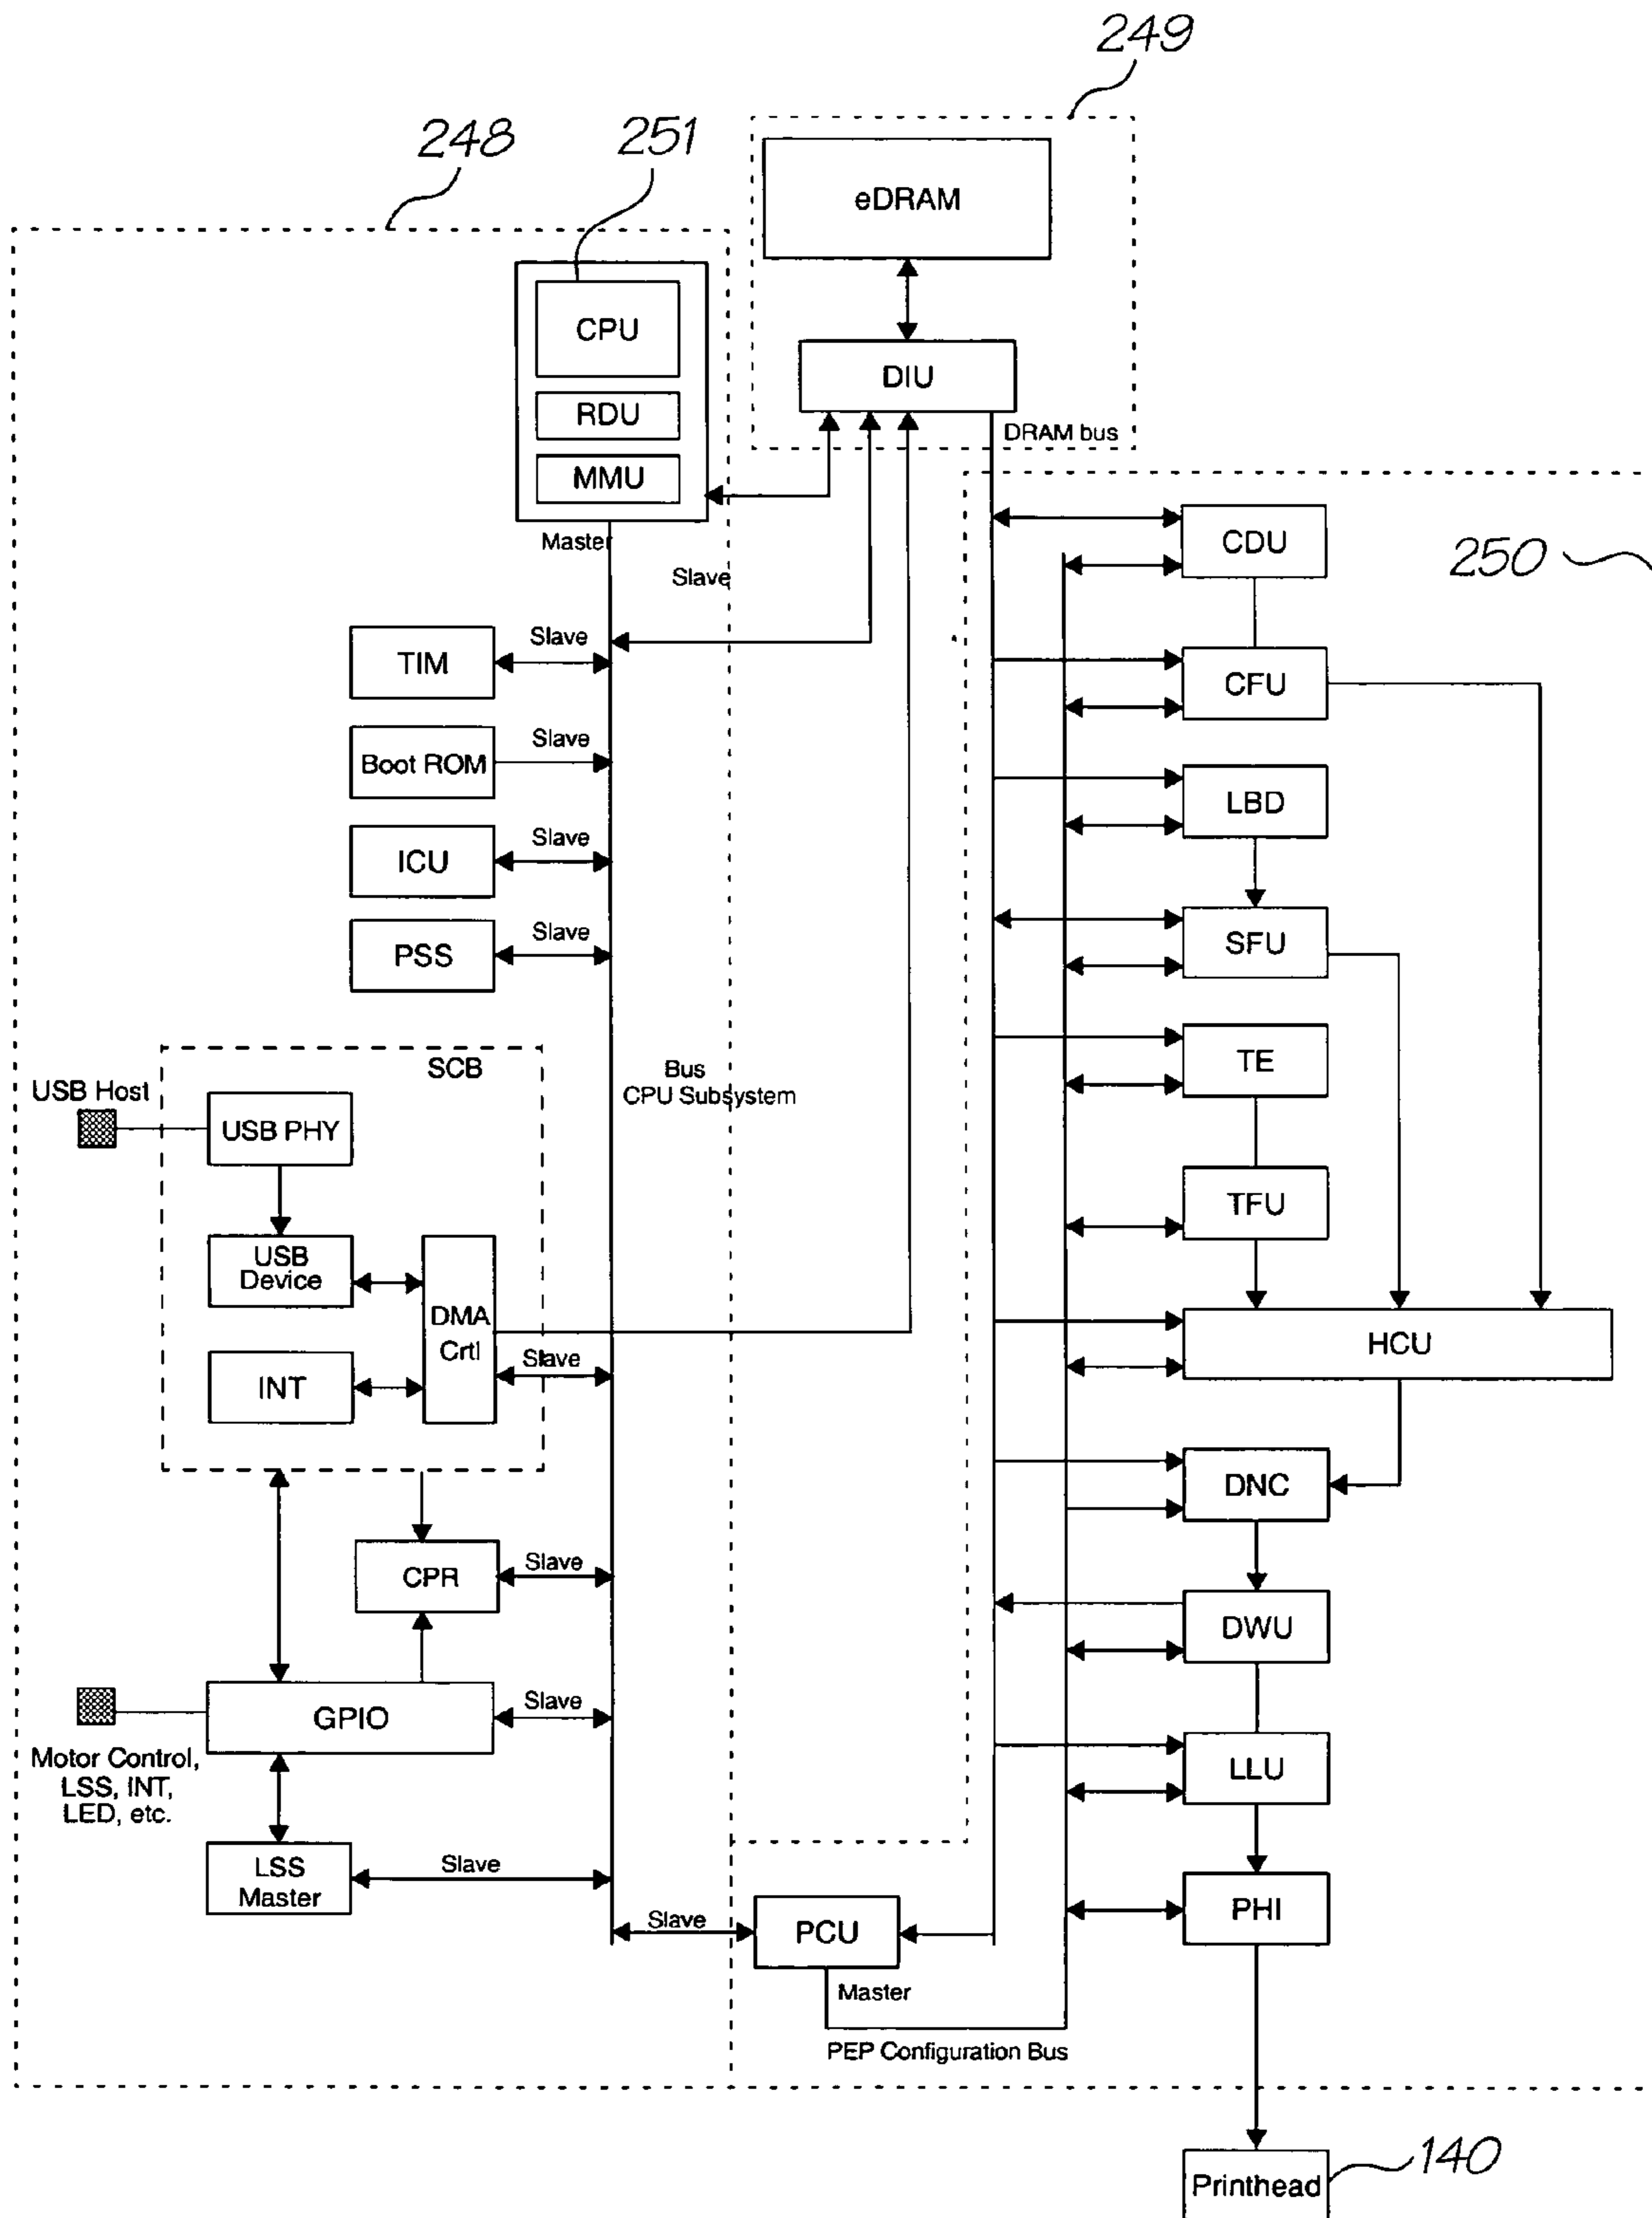 249
248
251
eDRAM
CPU
DIU
RDU
DRAM bus
MMU
Master
CDU
250
Slave
Slave
TIM
CFU
Slave
Boot ROM
LBD
Slave
ICU
Slave
PSS
SFU
SCB
TE
USB Host
Bus
CPU Subsystem
USB PHY
TFU
USB
Device
DMA
Crtl
HCU
Slave
INT
DNC
Slave
CPR
DWU
Slave
GPIO
Motor Control,
LSS, INT,
LED, etc.
LLU
LSS
Master
Slave
Slave
PCU
PHI
Master
PEP Configuration Bus
140
Printhead